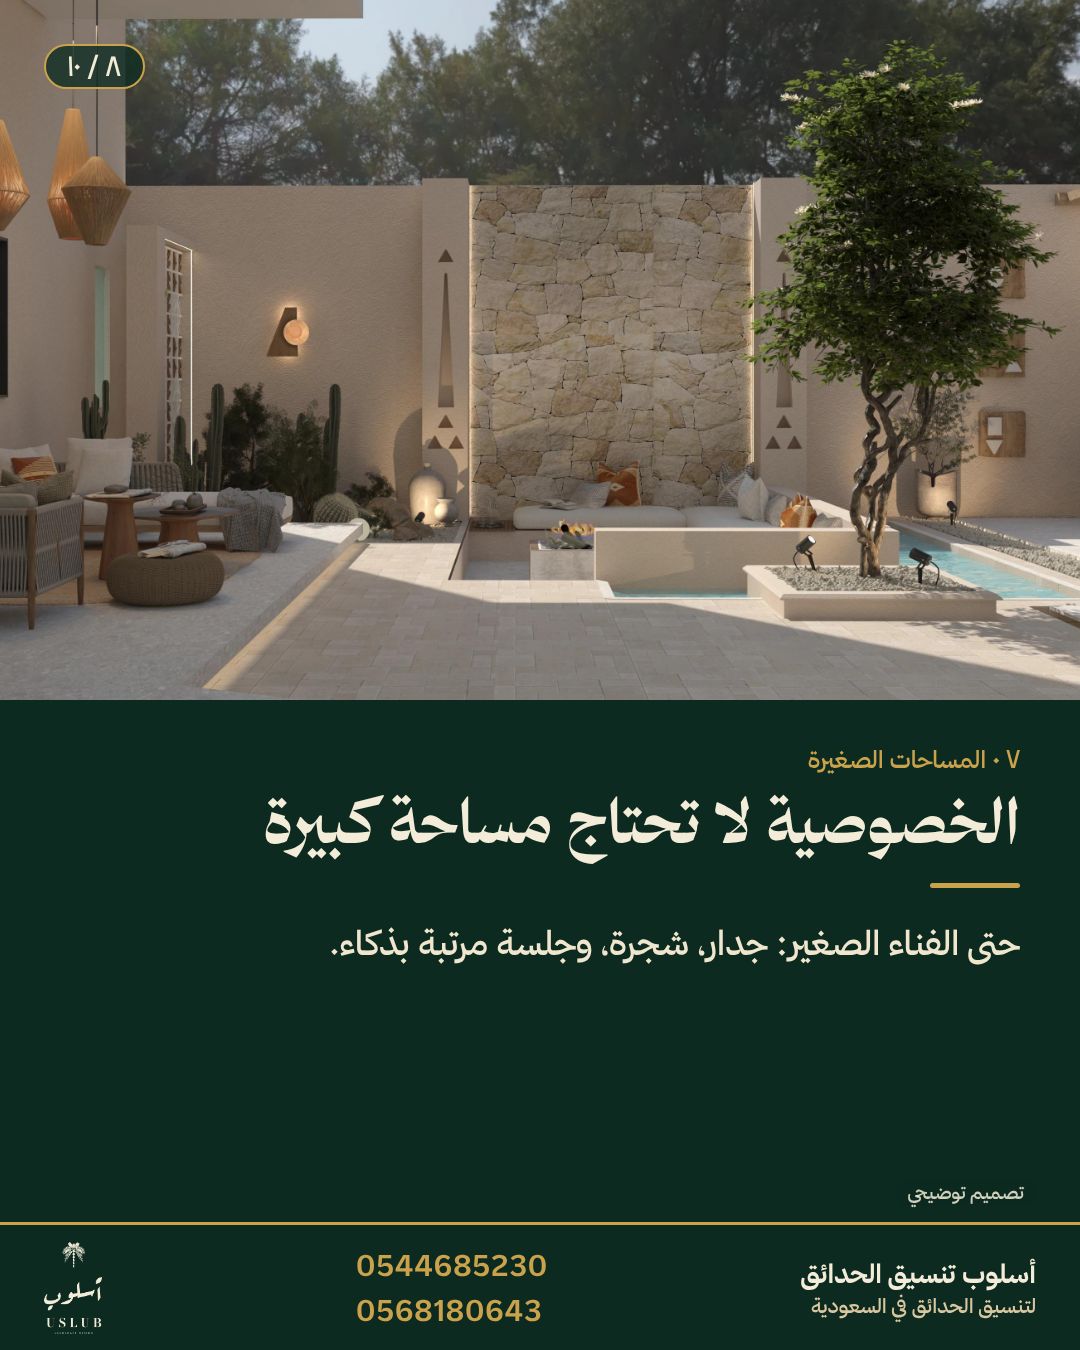 ٨ / ١٠
٧ • المساحات الصغيرة
الخصوصية لا تحتاج مساحة كبيرة
حتى الفناء الصغير: جدار، شجرة، وجلسة مرتبة بذكاء.
تصميم توضيحي
أسلوب تنسيق الحدائق
لتنسيق الحدائق في السعودية
0544685230
0568180643
أسلوب
USLUB